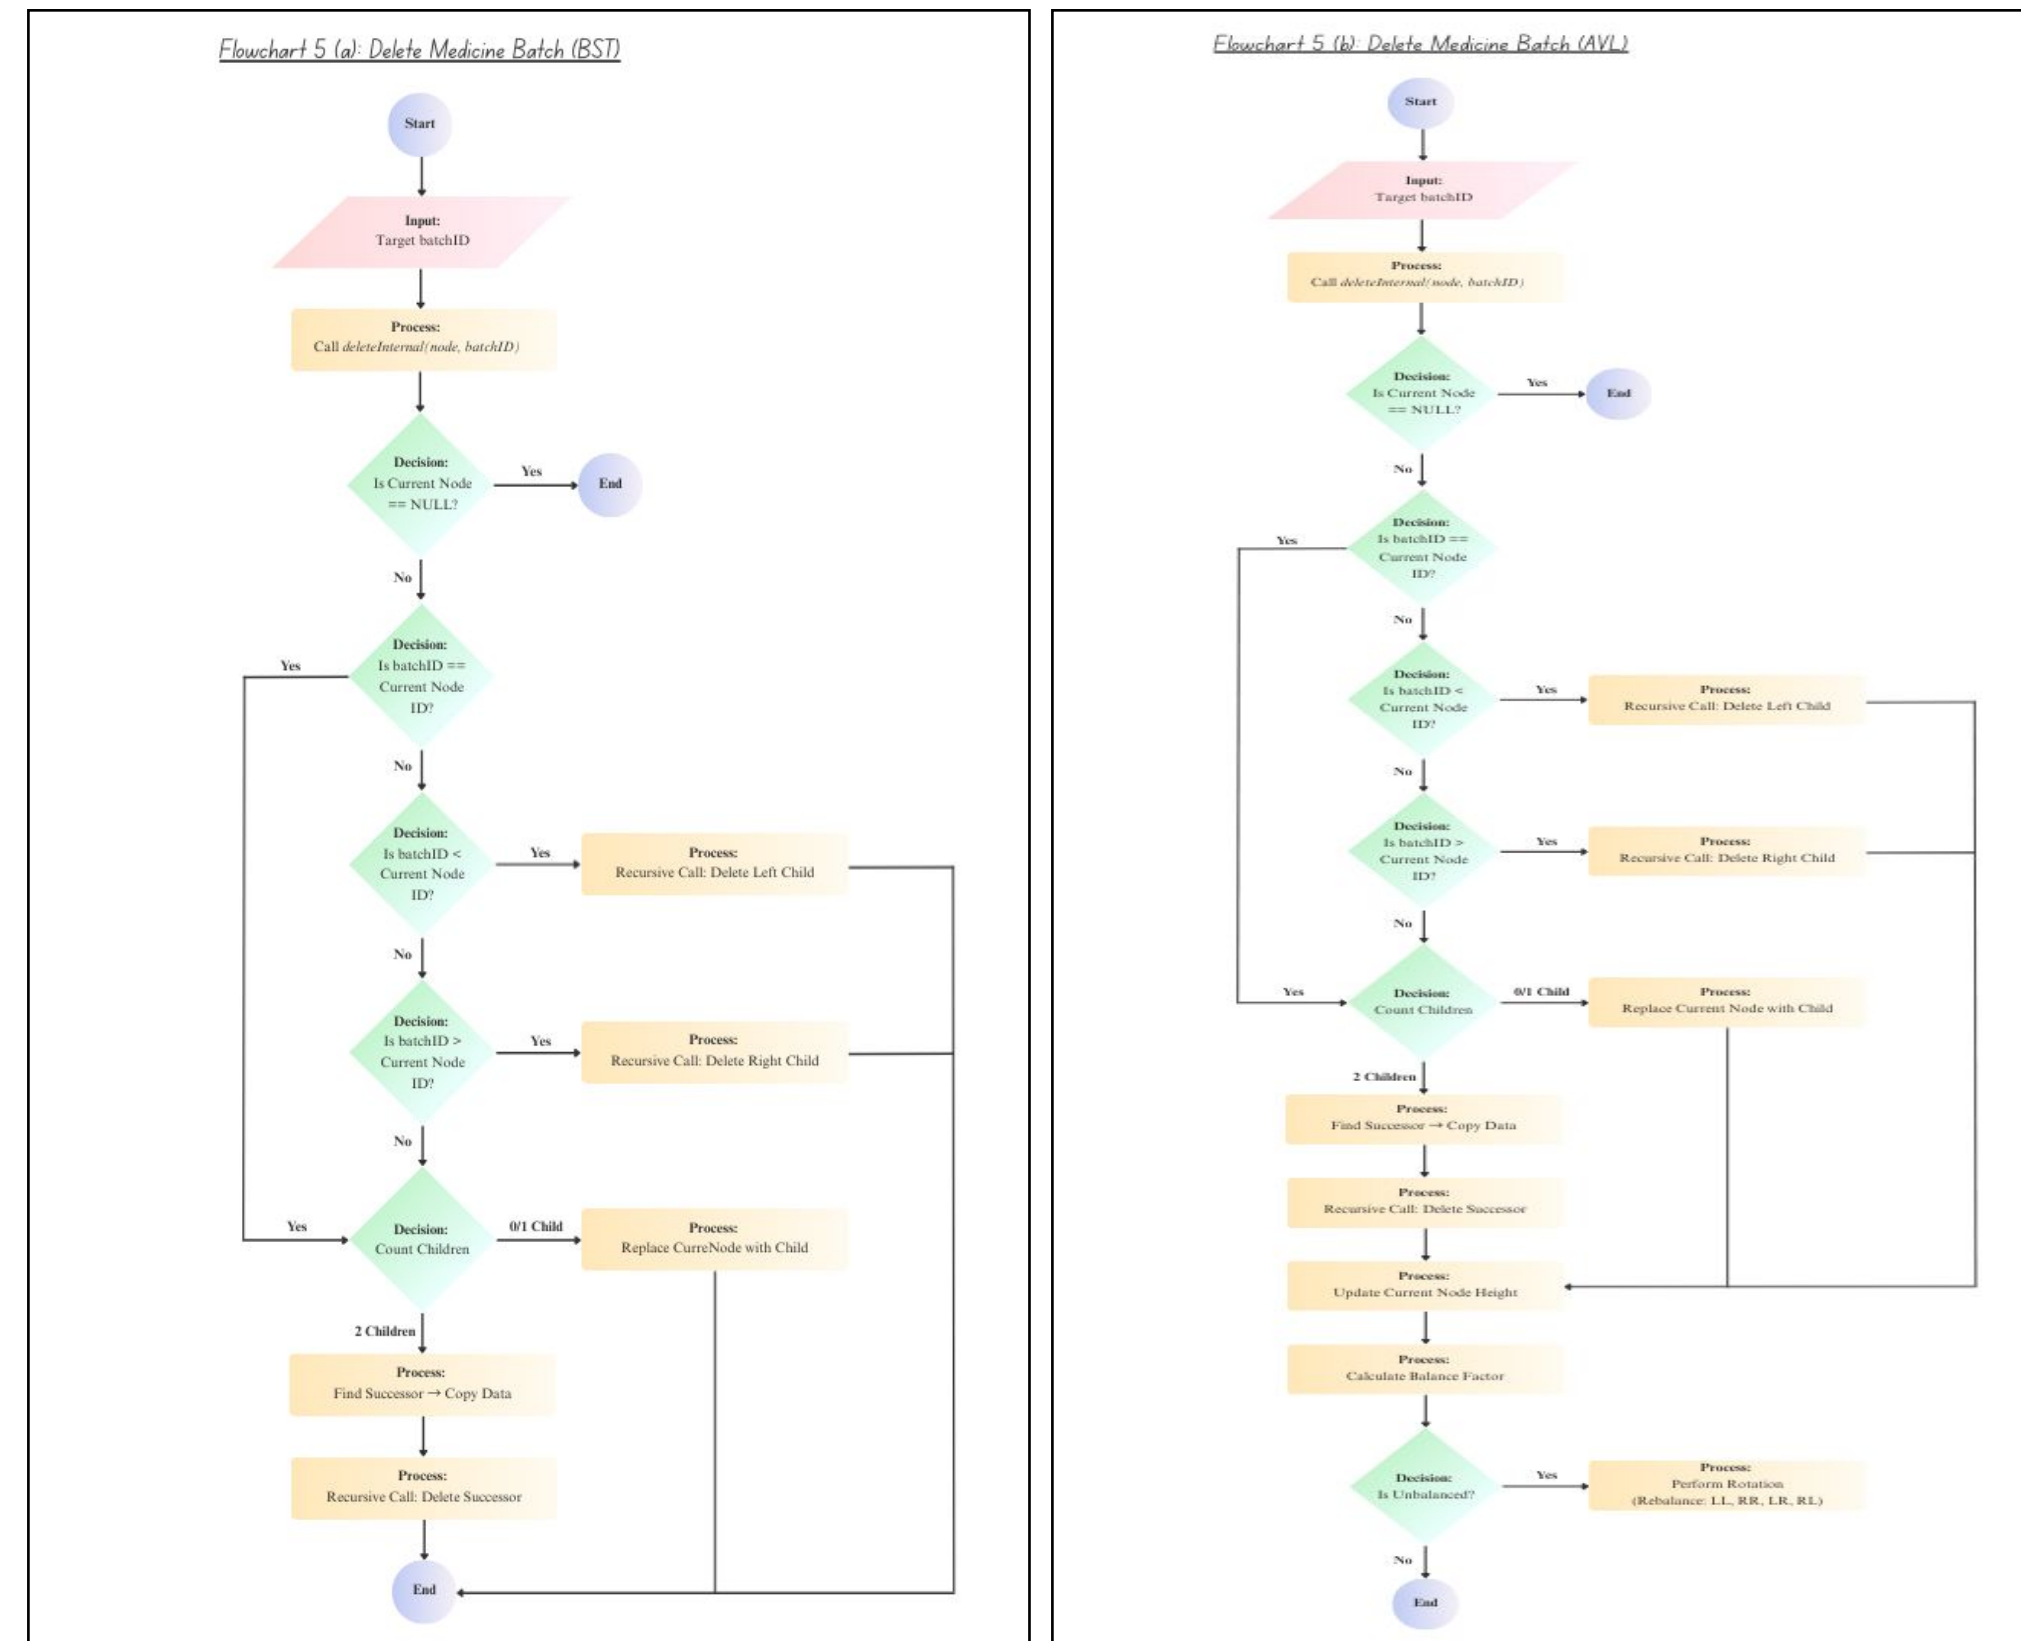 Flowchart 5 (a): Delete Medicine Batch (BST)
Start
Input:
Target batchID
Process:
Call deleteInternal(node, batchID)
Decision:
Is Current Node
== NULL?
Yes
End
No
Decision:
Is batchID ==
Current Node
ID?
Yes
No
Decision:
Is batchID <
Current Node
ID?
Yes
Process:
Recursive Call: Delete Left Child
No
Decision:
Is batchID >
Current Node
ID?
Yes
Process:
Recursive Call: Delete Right Child
No
Yes
Decision:
Count Children
0/1 Child
Process:
Replace CurreNode with Child
2 Children
Process:
Find Successor → Copy Data
Process:
Recursive Call: Delete Successor
End
Flowchart 5 (b): Delete Medicine Batch (AVL)
Start
Input:
Target batchID
Process:
Call deleteInternal(node, batchID)
Decision:
Is Current Node
== NULL?
Yes
End
No
Decision:
Is batchID ==
Current Node
ID?
Yes
No
Decision:
Is batchID <
Current Node
ID?
Yes
Process:
Recursive Call: Delete Left Child
No
Decision:
Is batchID >
Current Node
ID?
Yes
Process:
Recursive Call: Delete Right Child
No
Yes
Decision:
Count Children
0/1 Child
Process:
Replace Current Node with Child
2 Children
Process:
Find Successor → Copy Data
Process:
Recursive Call: Delete Successor
Process:
Update Current Node Height
Process:
Calculate Balance Factor
Decision:
Is Unbalanced?
Yes
Process:
Perform Rotation
(Rebalance: LL, RR, LR, RL)
No
End